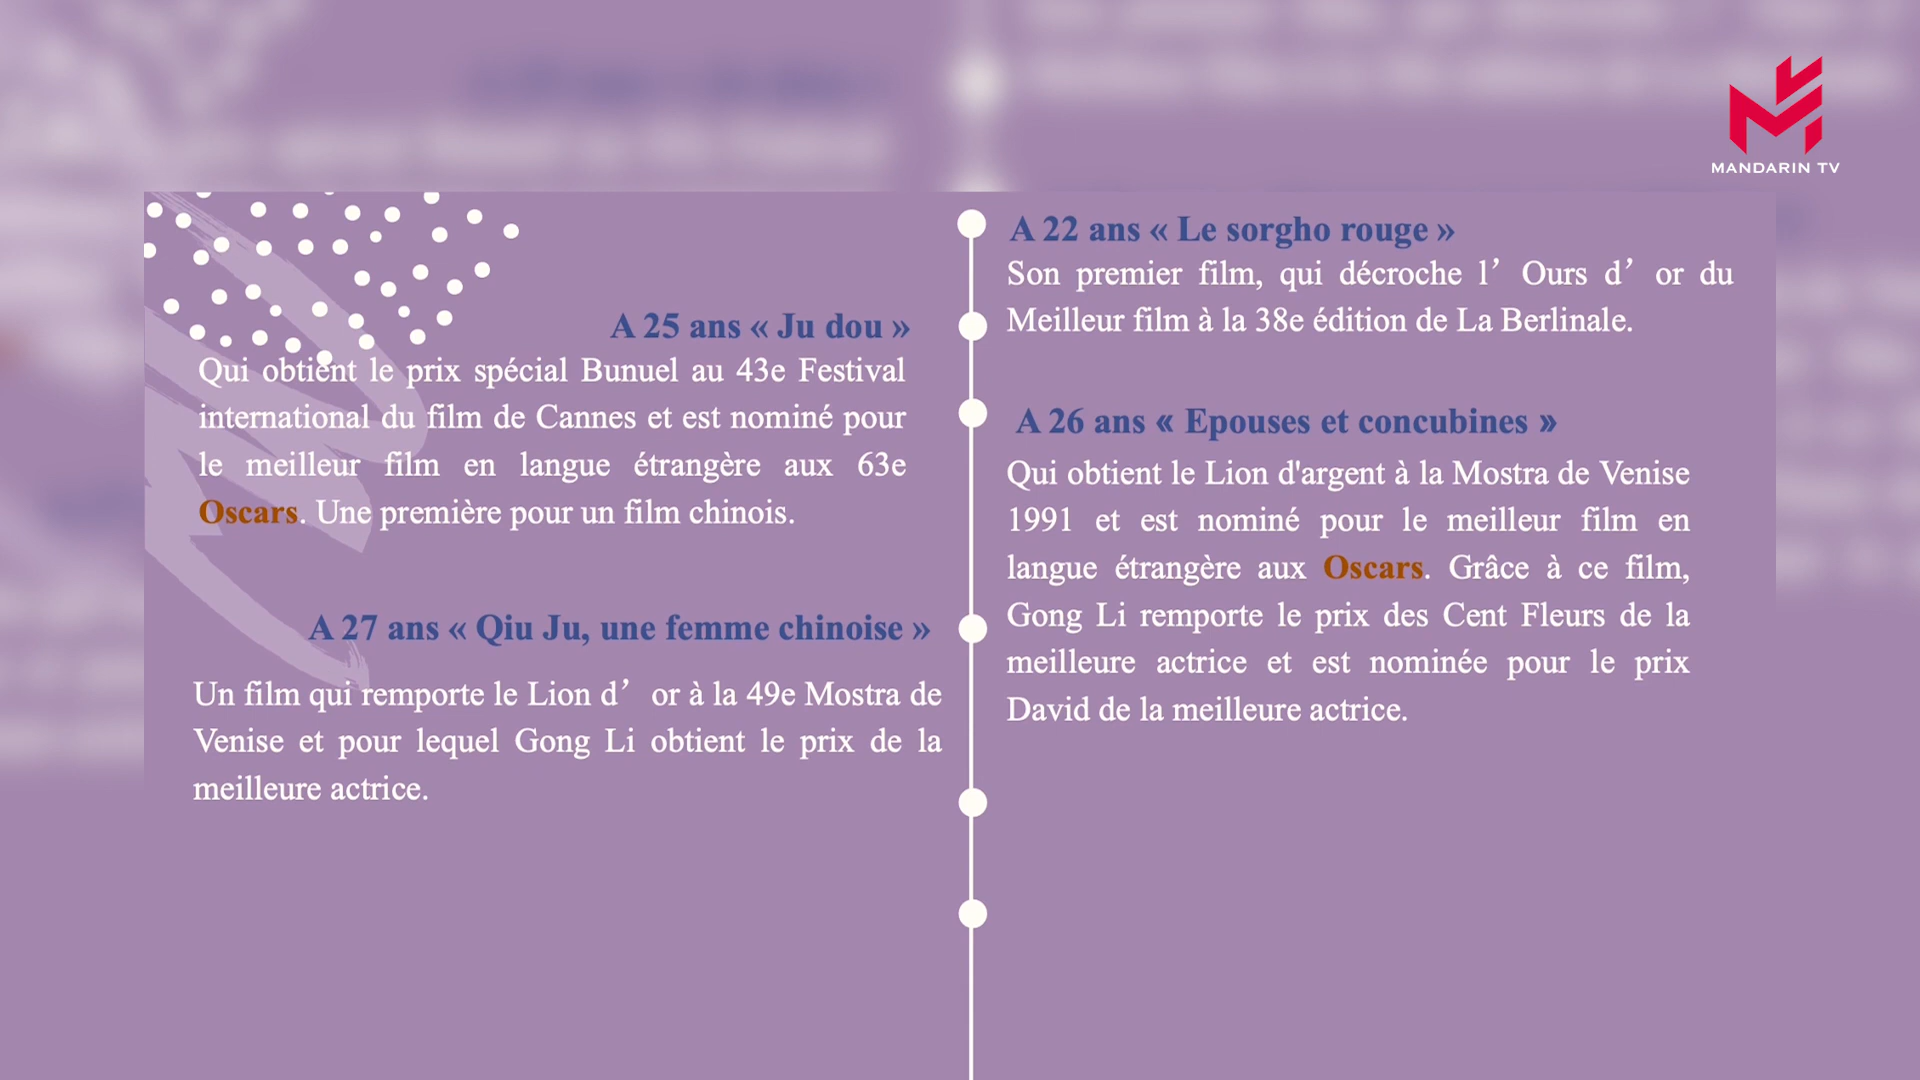 MANDARIN TV
A 22 ans « Le sorgho rouge »
Son premier film, qui décroche l’ Ours d’ or du
Meilleur film à la 38e édition de La Berlinale.
A 25 ans « Ju dou »
Qui obtient le prix spécial Bunuel au 43e Festival
international du film de Cannes et est nominé pour
le meilleur film en langue étrangère aux 63e
Oscars. Une première pour un film chinois.
A 26 ans « Epouses et concubines »
Qui obtient le Lion d'argent à la Mostra de Venise
1991 et est nominé pour le meilleur film en
langue étrangère aux Oscars. Grâce à ce film,
Gong Li remporte le prix des Cent Fleurs de la
meilleure actrice et est nominée pour le prix
David de la meilleure actrice.
A 27 ans « Qiu Ju, une femme chinoise »
Un film qui remporte le Lion d’ or à la 49e Mostra de
Venise et pour lequel Gong Li obtient le prix de la
meilleure actrice.